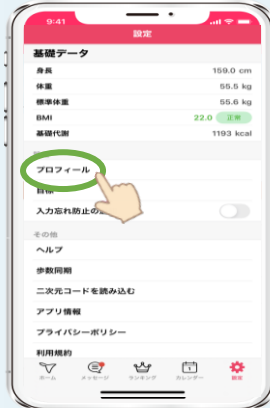 9:41
設定
基礎データ
身長 159.0 cm
体重 55.5 kg
標準体重 55.6 kg
BMI 22.0 正常
基礎代謝 1193 kcal
プロフィール
目標
入力忘れ防止の
その他
ヘルプ
歩数同期
二次元コードを読み込む
アプリ情報
プライバシーポリシー
利用規約
ホーム メッセージ ランキング カレンダー 設定